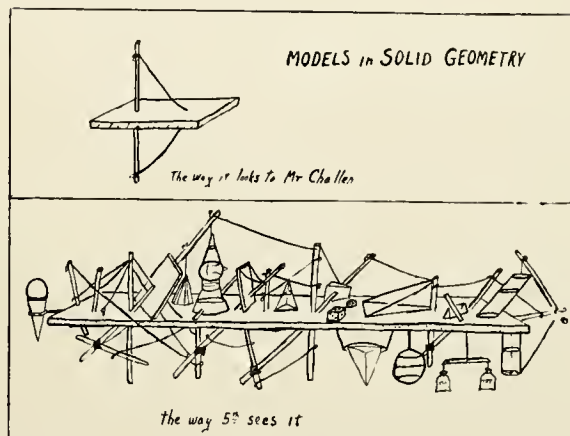 MODELS in SOLID GEOMETRY
The way it looks to Mr Challen
the way 5th sees it